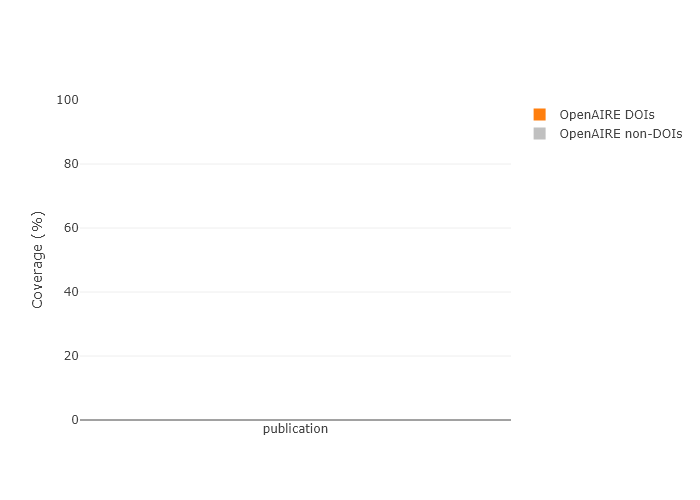 100
80
60
40
20
0
Coverage (%)
publication
OpenAIRE DOIs
OpenAIRE non-DOIs